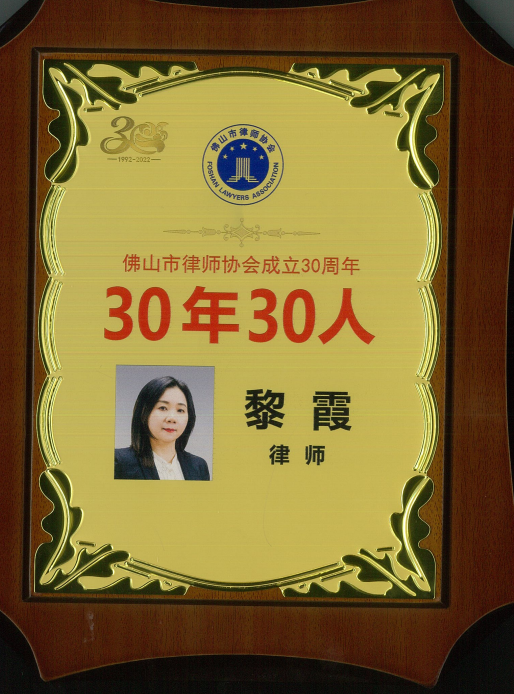 30
1992-2022
佛山市律师协会
FOSHAN LAWYERS ASSOCIATION
佛山市律师协会成立30周年
30年30人
黎霞
律师